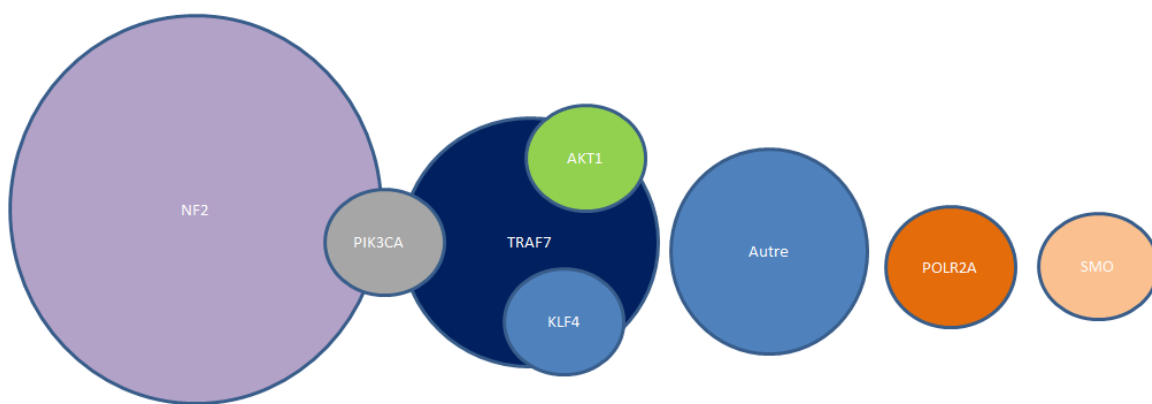 NF2
PIK3CA
TRAF7
AKT1
KLF4
Autre
POLR2A
SMO